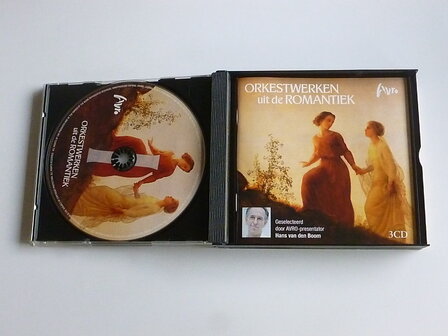 Avro
ORKESTWERKEN
uit de ROMANTIEK
ORKESTWERKEN
uit de ROMANTIEK
Avro
Geselecteerd
door AVRO-presentator
Hans van den Boom
3CD